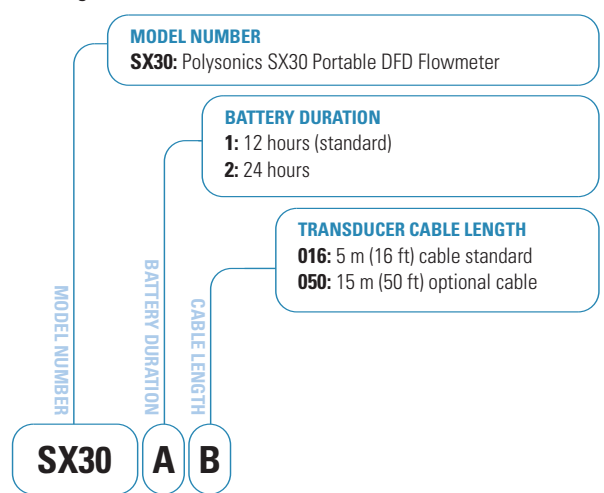 MODEL NUMBER
SX30: Polysonics SX30 Portable DFD Flowmeter
BATTERY DURATION
1: 12 hours (standard)
2: 24 hours
TRANSDUCER CABLE LENGTH
016: 5 m (16 ft) cable standard
050: 15 m (50 ft) optional cable
MODEL NUMBER
BATTERY DURATION
CABLE LENGTH
SX30 A B